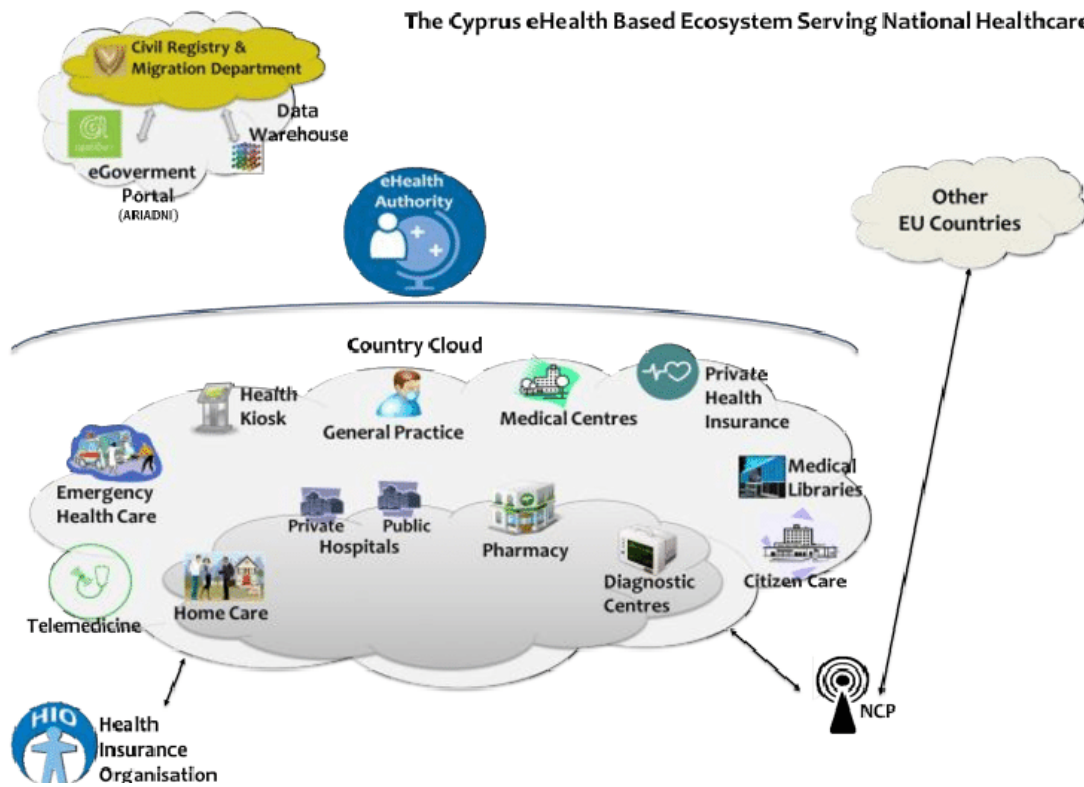 The Cyprus eHealth Based Ecosystem Serving National Healthcare
Civil Registry &
Migration Department
Data
Warehouse
eGoverment
Portal
(ARIADNI)
eHealth
Authority
Other
EU Countries
Country Cloud
Health
Kiosk
General Practice
Medical Centres
Private
Health
Insurance
Emergency
Health Care
Medical
Libraries
Private
Public
Hospitals
Pharmacy
Diagnostic
Centres
Citizen Care
Telemedicine
Home Care
NCP
HIO
Health
Insurance
Organisation